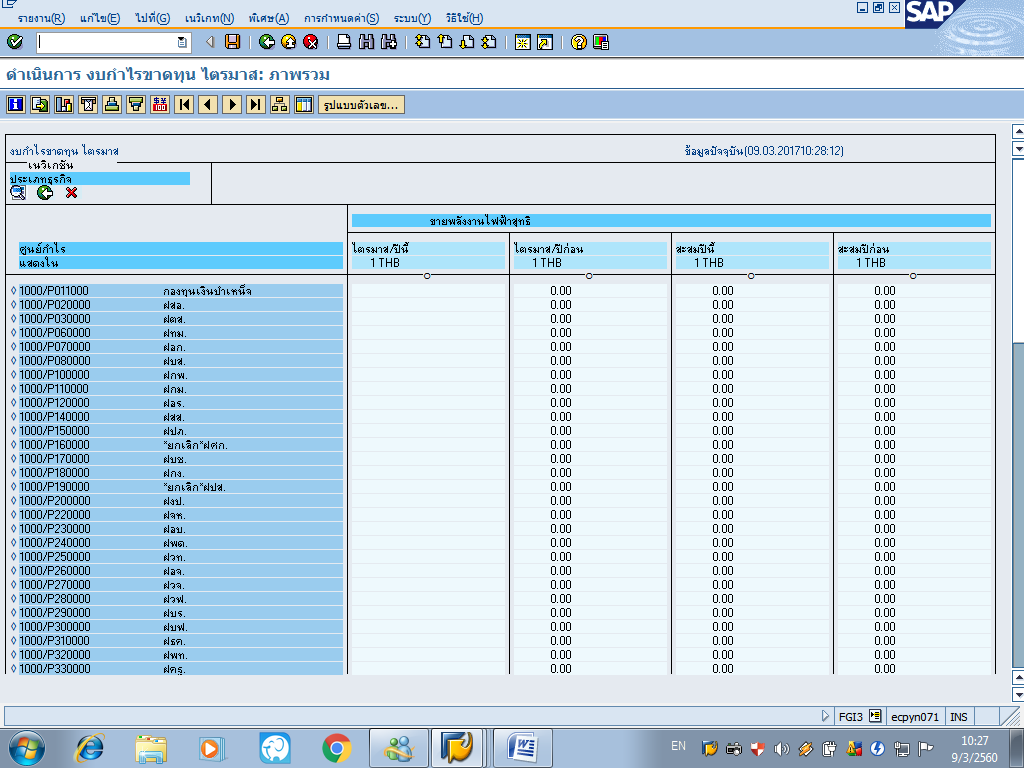 รายงาน(R) แก้ไข(E) ไปที่(G) เนวิเกท(N) พิเศษ(A) การกำหนดค่า(S) ระบบ(Y) วิธีใช้(H)
SAP
ดำเนินการ งบกำไรขาดทุน ไตรมาส: ภาพรวม
รูปแบบตัวเลข...
งบกำไรขาดทุน ไตรมาส ข้อมูลปัจจุบัน(09.03.201710:28:12)
เนวิเกชัน
ประเภทธุรกิจ
ขายพลังงานไฟฟ้าสุทธิ
ศูนย์กำไร ไตรมาส/ปีนี้ ไตรมาส/ปีก่อน สะสมปีนี้ สะสมปีก่อน
แสดงใน 1 THB 1 THB 1 THB 1 THB
1000/P011000 กองทุนเงินบำเหน็จ 0.00 0.00 0.00
1000/P020000 ฝสอ. 0.00 0.00 0.00
1000/P030000 ฝตส. 0.00 0.00 0.00
1000/P060000 ฝทม. 0.00 0.00 0.00
1000/P070000 ฝลก. 0.00 0.00 0.00
1000/P080000 ฝบส. 0.00 0.00 0.00
1000/P100000 ฝกพ. 0.00 0.00 0.00
1000/P110000 ฝกม. 0.00 0.00 0.00
1000/P120000 ฝอร. 0.00 0.00 0.00
1000/P140000 ฝสส. 0.00 0.00 0.00
1000/P150000 ฝปภ. 0.00 0.00 0.00
1000/P160000 *ยกเลิก*ฝศก. 0.00 0.00 0.00
1000/P170000 ฝบช. 0.00 0.00 0.00
1000/P180000 ฝกง. 0.00 0.00 0.00
1000/P190000 *ยกเลิก*ฝปส. 0.00 0.00 0.00
1000/P200000 ฝงป. 0.00 0.00 0.00
1000/P220000 ฝจห. 0.00 0.00 0.00
1000/P230000 ฝอบ. 0.00 0.00 0.00
1000/P240000 ฝพต. 0.00 0.00 0.00
1000/P250000 ฝวท. 0.00 0.00 0.00
1000/P260000 ฝอจ. 0.00 0.00 0.00
1000/P270000 ฝวจ. 0.00 0.00 0.00
1000/P280000 ฝวฟ. 0.00 0.00 0.00
1000/P290000 ฝบร. 0.00 0.00 0.00
1000/P300000 ฝบฟ. 0.00 0.00 0.00
1000/P310000 ฝธด. 0.00 0.00 0.00
1000/P320000 ฝพท. 0.00 0.00 0.00
1000/P330000 ฝครฺ. 0.00 0.00 0.00
FGI3 ecpyn071 INS
EN 10:27
9/3/2560